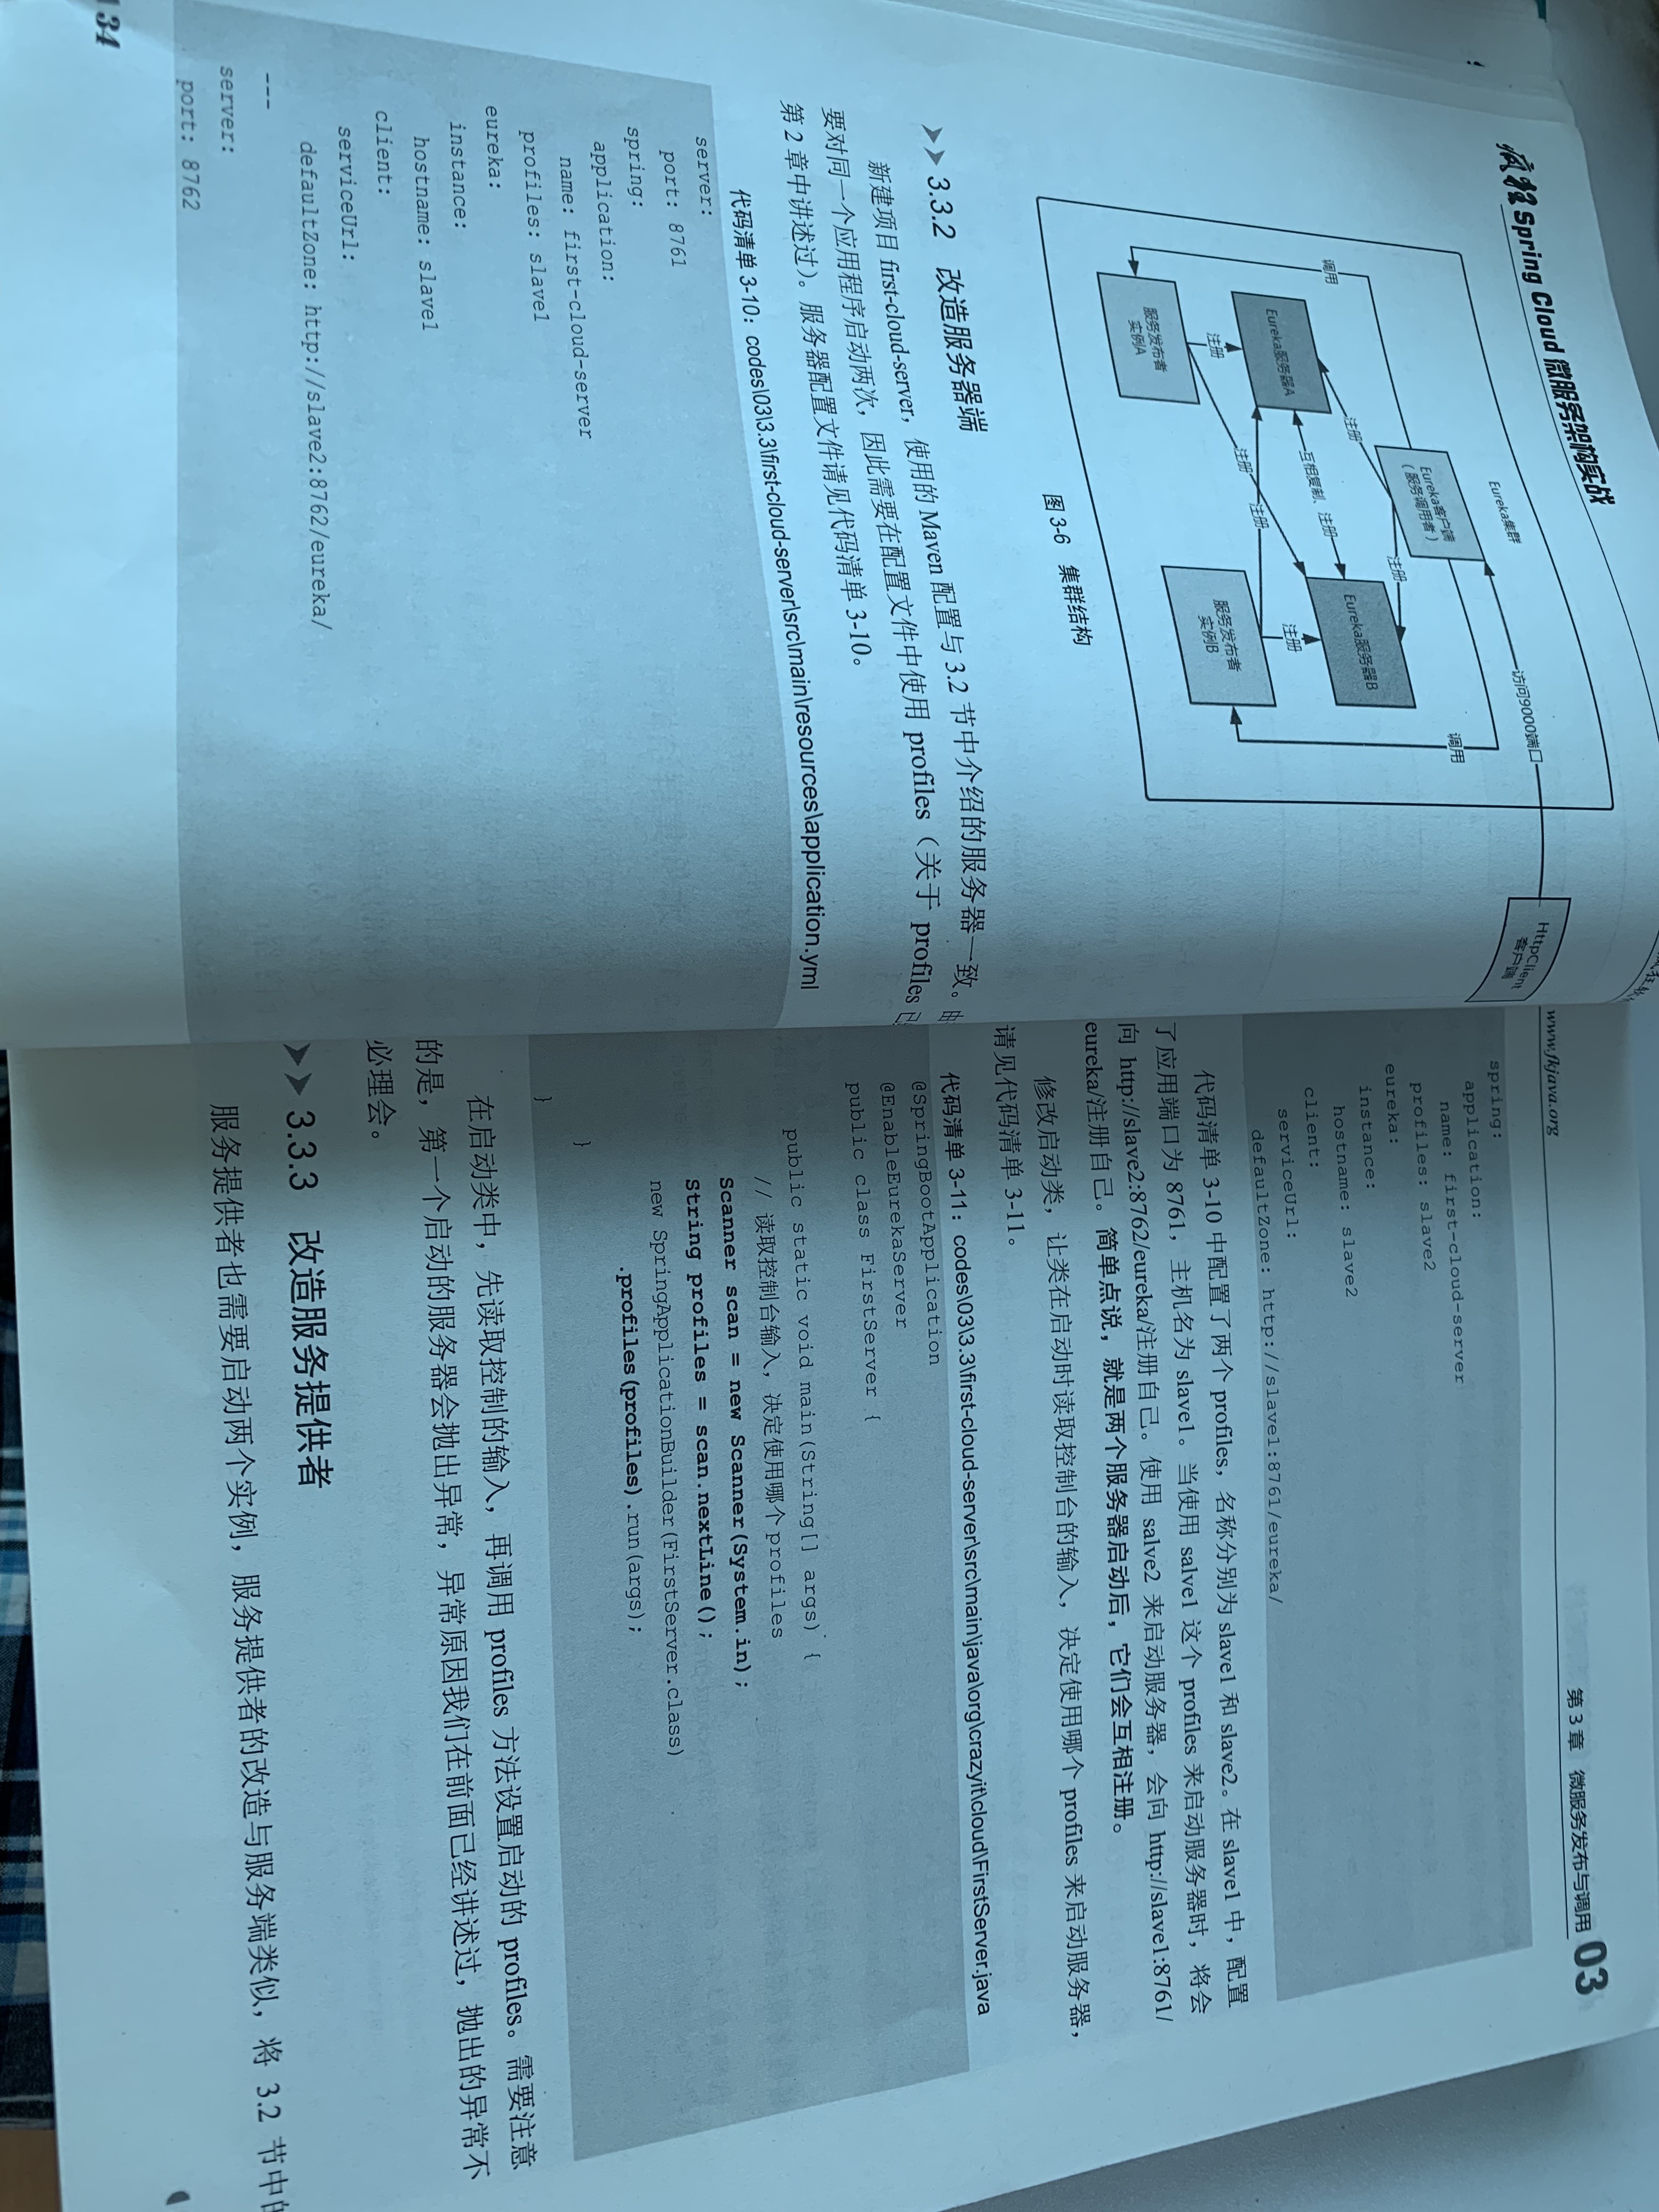 疯狂 Spring Cloud 微服务架构实战
Eureka集群
访问9000端口
HttpClient
客户端
Eureka客户端
（服务调用者）
调用
调用
注册
注册
Eureka服务器A
互相复制、注册
Eureka服务器B
注册
注册
注册
注册
服务发布者
实例A
服务发布者
实例B
图 3-6 集群结构
3.3.2 改造服务器端
新建项目 first-cloud-server，使用的 Maven 配置与 3.2 节中介绍的服务器一致。由
要对同一个应用程序启动两次，因此需要在配置文件中使用 profiles（关于 profiles 已
第 2 章中讲述过）。服务器配置文件请见代码清单 3-10。
代码清单 3-10：codes\03\3.3\first-cloud-server\src\main\resources\application.yml
server:
port: 8761
spring:
application:
name: first-cloud-server
profiles: slave1
eureka:
instance:
hostname: slave1
client:
serviceUrl:
defaultZone: http://slave2:8762/eureka/
---
server:
port: 8762
34
www.fkjava.org
第 3 章 微服务发布与调用 03
spring:
application:
name: first-cloud-server
profiles: slave2
eureka:
instance:
hostname: slave2
client:
serviceUrl:
defaultZone: http://slave1:8761/eureka/
代码清单 3-10 中配置了两个 profiles，名称分别为 slave1 和 slave2。在 slave1 中，配置
了应用端口为 8761，主机名为 slave1。当使用 salve1 这个 profiles 来启动服务器时，将会
向 http://slave2:8762/eureka/注册自己。使用 salve2 来启动服务器，会向 http://slave1:8761/
eureka/注册自己。简单点说，就是两个服务器启动后，它们会互相注册。
修改启动类，让类在启动时读取控制台的输入，决定使用哪个 profiles 来启动服务器，
请见代码清单 3-11。
代码清单 3-11：codes\03\3.3\first-cloud-server\src\main\java\org\crazyit\cloud\FirstServer.java
@SpringBootApplication
@EnableEurekaServer
public class FirstServer {
public static void main(String[] args) {
// 读取控制台输入，决定使用哪个 profiles
Scanner scan = new Scanner(System.in);
String profiles = scan.nextLine();
new SpringApplicationBuilder(FirstServer.class)
.profiles(profiles).run(args);
}
}
在启动类中，先读取控制的输入，再调用 profiles 方法设置启动的 profiles。需要注意
的是，第一个启动的服务器会抛出异常，异常原因我们在前面已经讲述过，抛出的异常不
必理会。
3.3.3 改造服务提供者
服务提供者也需要启动两个实例，服务提供者的改造与服务端类似，将 3.2 节中的